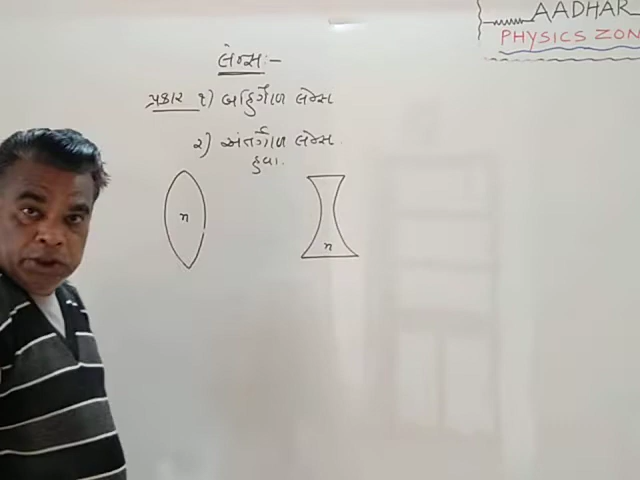 AADHAR
PHYSICS ZON
લેન્સ :-
પ્રકાર ૧) બહિર્ગોળ લેન્સ
૨) અંતર્ગોળ લેન્સ.
હવા.
n
n